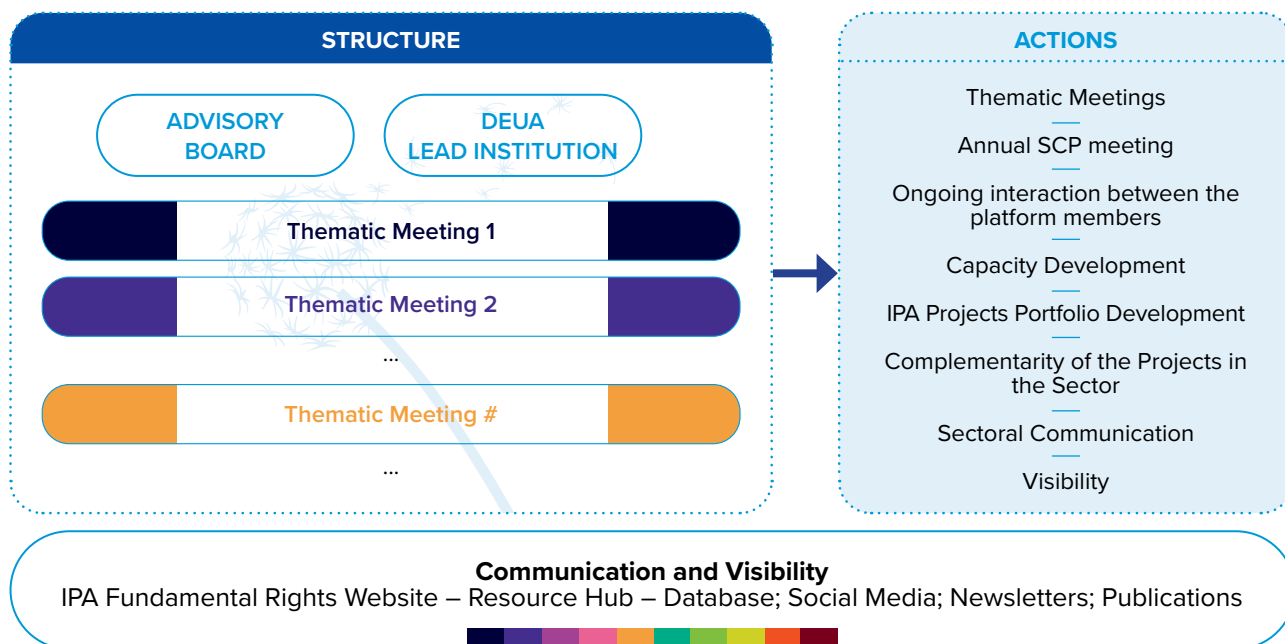 STRUCTURE
ADVISORY
BOARD
DEUA
LEAD INSTITUTION
Thematic Meeting 1
Thematic Meeting 2
...
Thematic Meeting #
...
ACTIONS
Thematic Meetings
Annual SCP meeting
Ongoing interaction between the
platform members
Capacity Development
IPA Projects Portfolio Development
Complementarity of the Projects in
the Sector
Sectoral Communication
Visibility
Communication and Visibility
IPA Fundamental Rights Website – Resource Hub – Database; Social Media; Newsletters; Publications